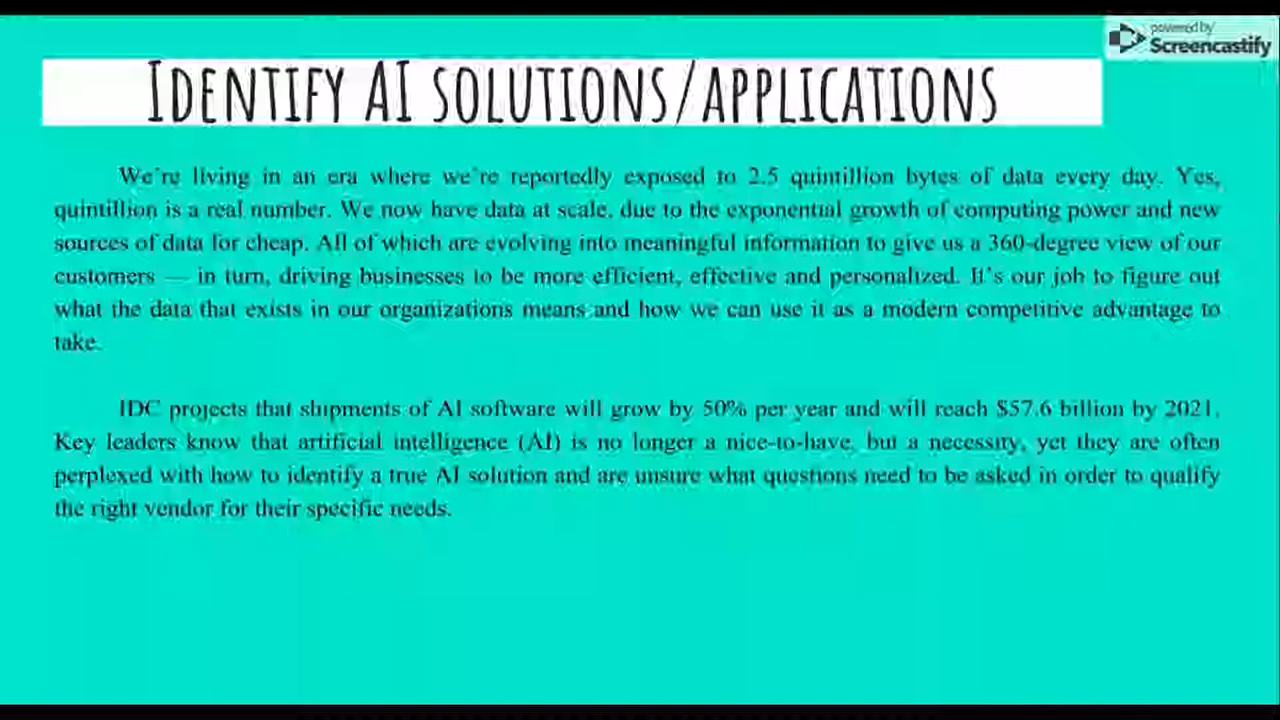 powered by
Screencastify
IDENTIFY AI SOLUTIONS/APPLICATIONS
We're living in an era where we're reportedly exposed to 2.5 quintillion bytes of data every day. Yes,
quintillion is a real number. We now have data at scale, due to the exponential growth of computing power and new
sources of data for cheap. All of which are evolving into meaningful information to give us a 360-degree view of our
customers — in turn, driving businesses to be more efficient, effective and personalized. It's our job to figure out
what the data that exists in our organizations means and how we can use it as a modern competitive advantage to
take.
IDC projects that shipments of AI software will grow by 50% per year and will reach $57.6 billion by 2021.
Key leaders know that artificial intelligence (AI) is no longer a nice-to-have, but a necessity, yet they are often
perplexed with how to identify a true AI solution and are unsure what questions need to be asked in order to qualify
the right vendor for their specific needs.